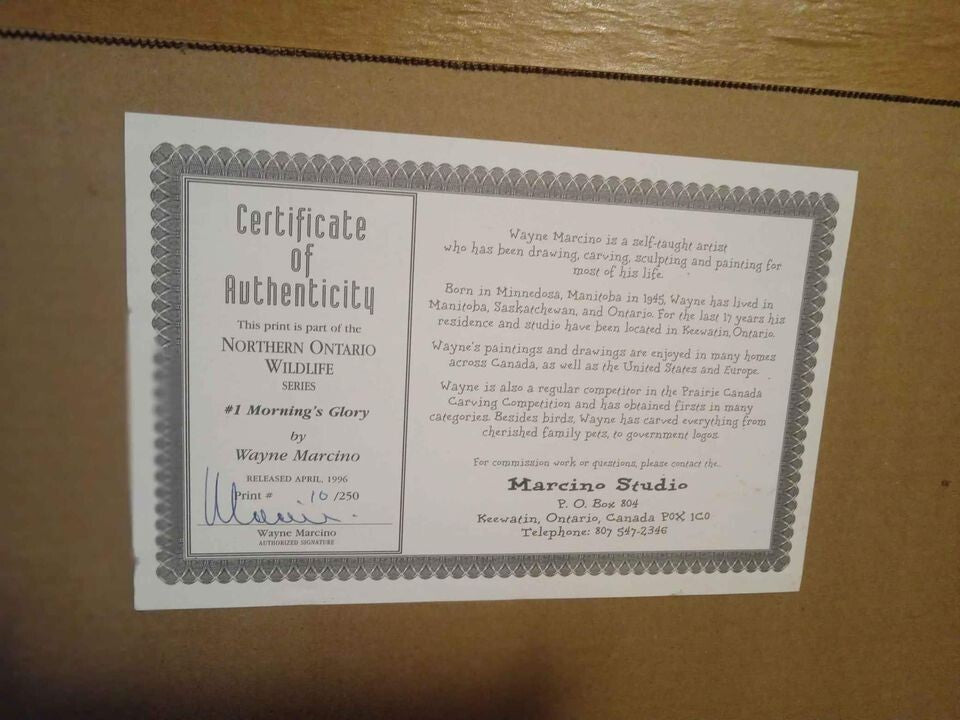 Certificate
of
Authenticity
This print is part of the
NORTHERN ONTARIO
WILDLIFE
SERIES
#1 Morning's Glory
by
Wayne Marcino
RELEASED APRIL, 1996
Print # 10 /250
Marcino
Wayne Marcino
AUTHORIZED SIGNATURE
Wayne Marcino is a self-taught artist
who has been drawing, carving, sculpting and painting for
most of his life.
Born in Minnedosa, Manitoba in 1945, Wayne has lived in
Manitoba, Saskatchewan, and Ontario. For the last 17 years his
residence and studio have been located in Keewatin, Ontario.
Wayne's paintings and drawings are enjoyed in many homes
across Canada, as well as the United States and Europe.
Wayne is also a regular competitor in the Prairie Canada
Carving Competition and has obtained firsts in many
categories. Besides birds, Wayne has carved everything from
cherished family pets, to government logos.
For commission work or questions, please contact the...
Marcino Studio
P. O. Box 804
Keewatin, Ontario, Canada P0X 1C0
Telephone: 807 547-2346